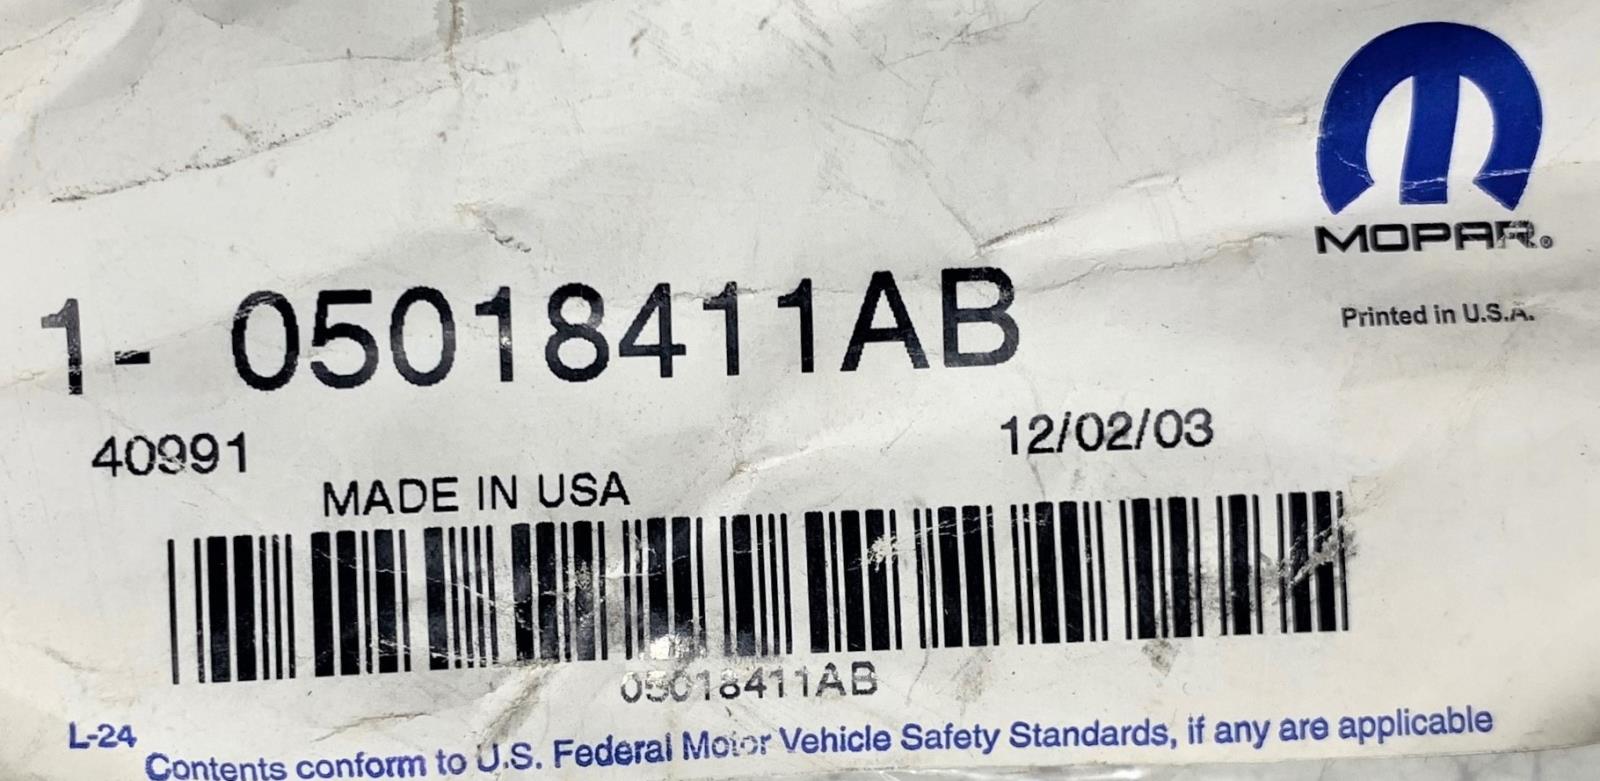 MOPAR®
Printed in U.S.A.
1- 05018411AB
40991
12/02/03
MADE IN USA
05018411AB
L-24
Contents conform to U.S. Federal Motor Vehicle Safety Standards, if any are applicable